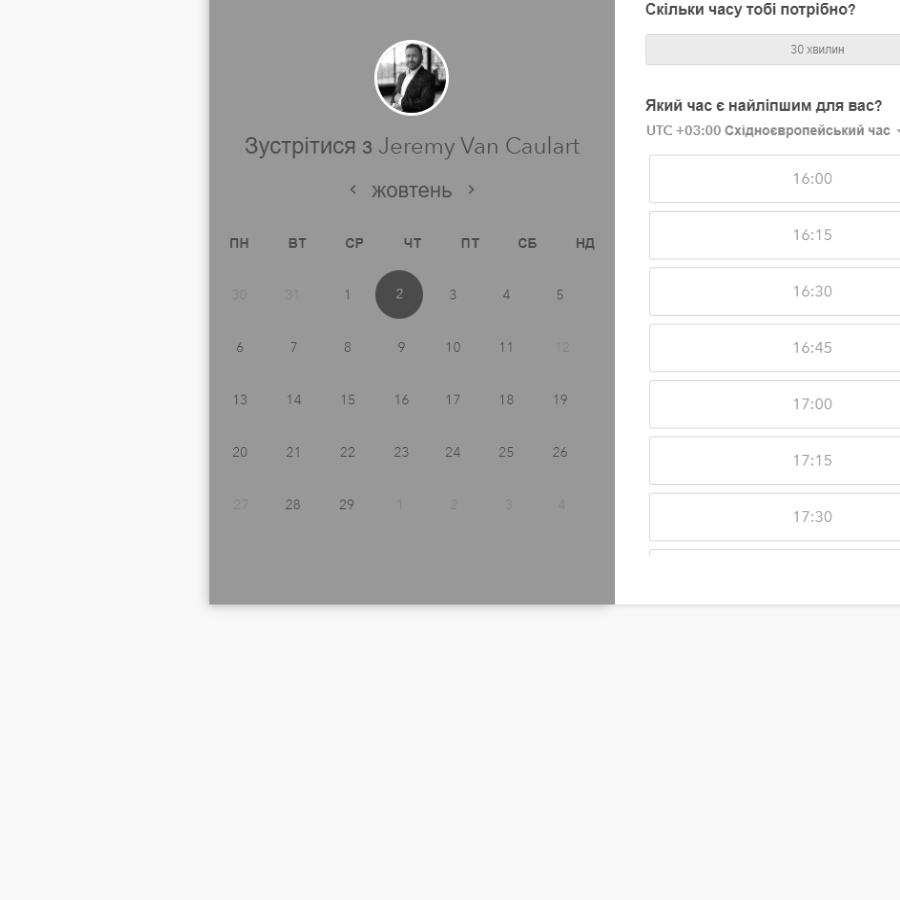 Зустрітися з Jeremy Van Caulart
жовтень
ПН ВТ СР ЧТ ПТ СБ НД
30 31 1 2 3 4 5
6 7 8 9 10 11 12
13 14 15 16 17 18 19
20 21 22 23 24 25 26
27 28 29 1 2 3 4
Скільки часу тобі потрібно?
30 хвилин
Який час є найліпшим для вас?
UTC +03:00 Східноєвропейський час
16:00
16:15
16:30
16:45
17:00
17:15
17:30